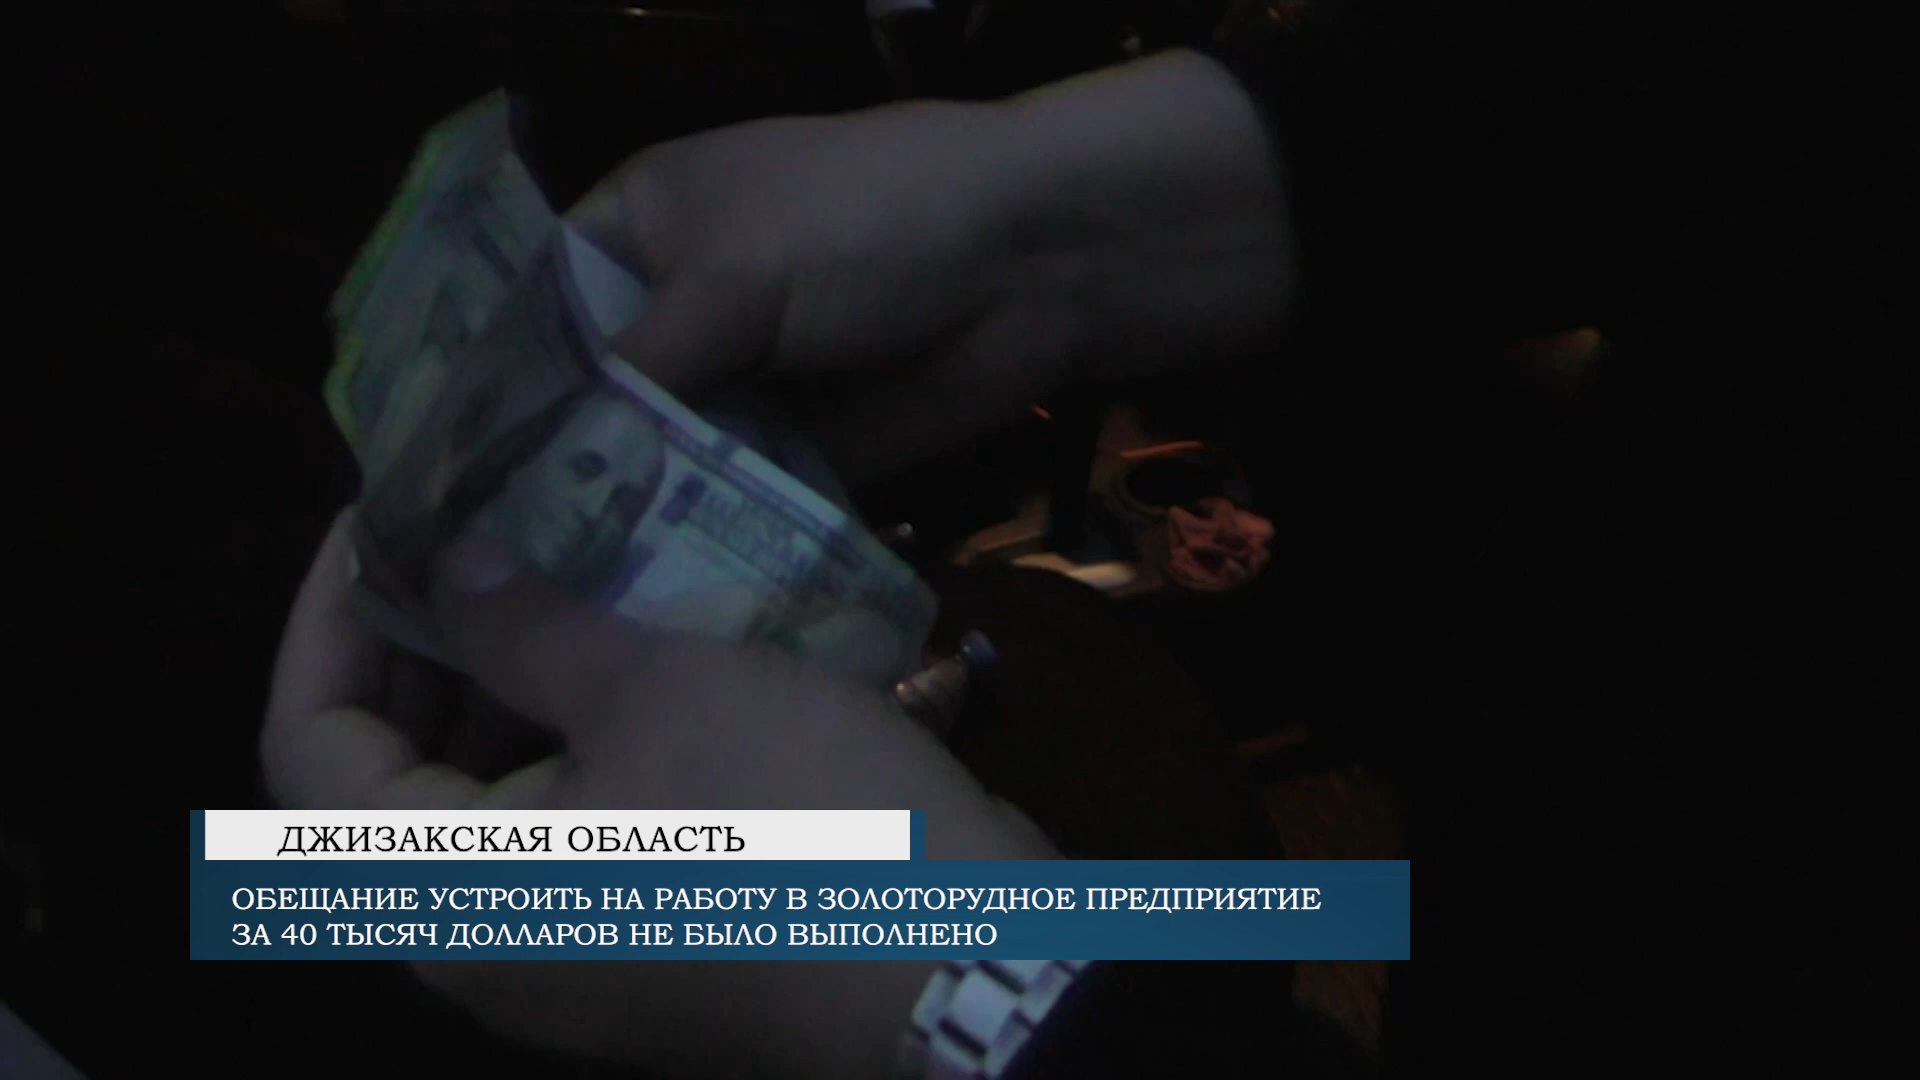 ДЖИЗАКСКАЯ ОБЛАСТЬ
ОБЕЩАНИЕ УСТРОИТЬ НА РАБОТУ В ЗОЛОТОРУДНОЕ ПРЕДПРИЯТИЕ
ЗА 40 ТЫСЯЧ ДОЛЛАРОВ НЕ БЫЛО ВЫПОЛНЕНО